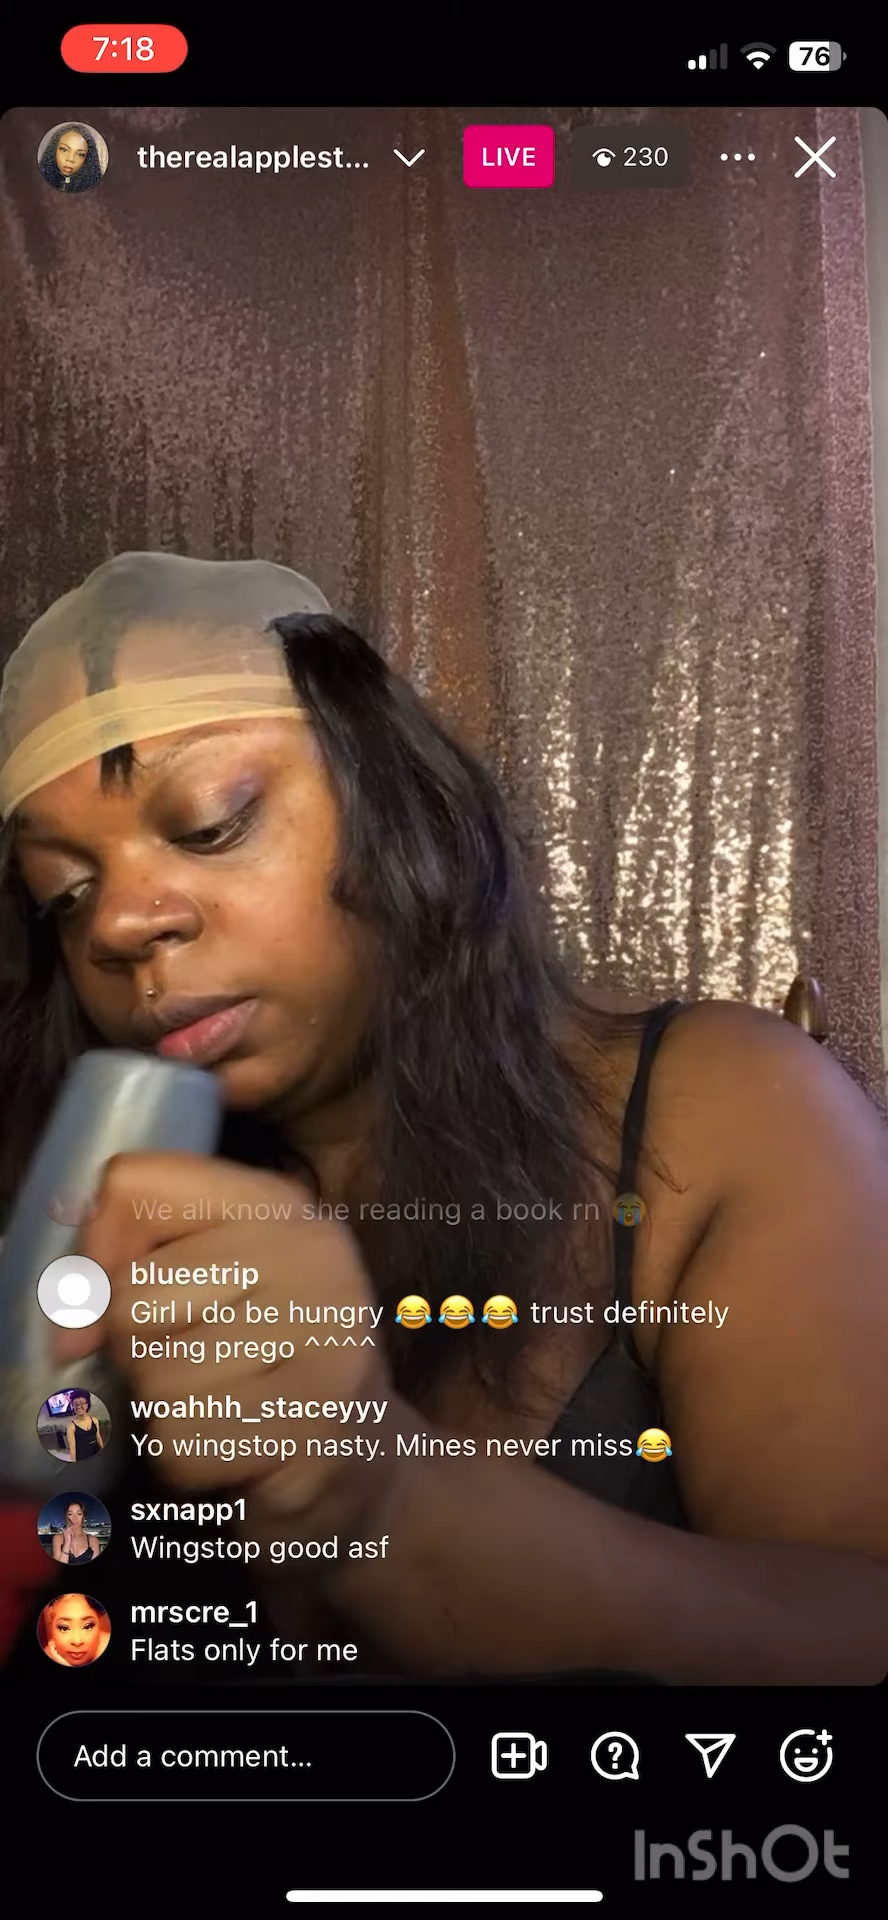 7:18
76
therealapplest...
LIVE
230
We all know she reading a book rn 😭
blueetrip
Girl I do be hungry 😂😂😂 trust definitely
being prego ^^^^
woahhh_staceyyy
Yo wingstop nasty. Mines never miss😂
sxnapp1
Wingstop good asf
mrscre_1
Flats only for me
Add a comment...
InShOt